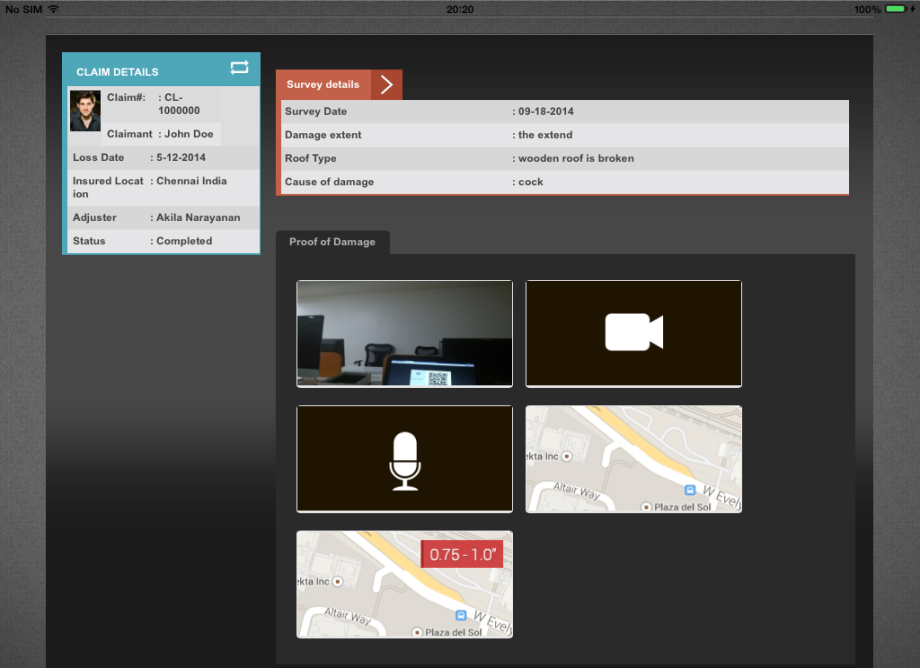 No SIM
20:20
100%
CLAIM DETAILS
Claim#: : CL-
1000000
Claimant : John Doe
Loss Date : 5-12-2014
Insured Locat : Chennai India
ion
Adjuster : Akila Narayanan
Status : Completed
Survey details
Survey Date : 09-18-2014
Damage extent : the extend
Roof Type : wooden roof is broken
Cause of damage : cock
Proof of Damage
ekta Inc
Altair Way
W Evely
Plaza del Sol
0.75 - 1.0”
ekta Inc
Altair Way
W Evely
Plaza del Sol